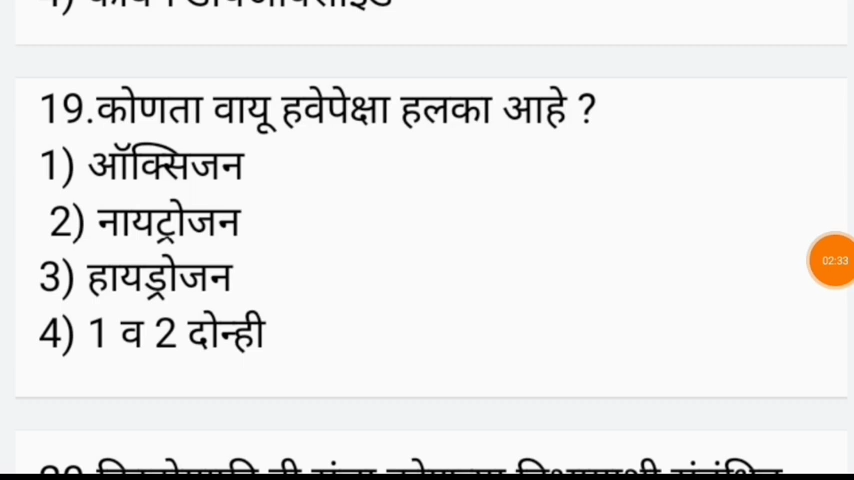 19.कोणता वायू हवेपेक्षा हलका आहे ?
1) ऑक्सिजन
2) नायट्रोजन
3) हायड्रोजन
4) 1 व 2 दोन्ही
02:33